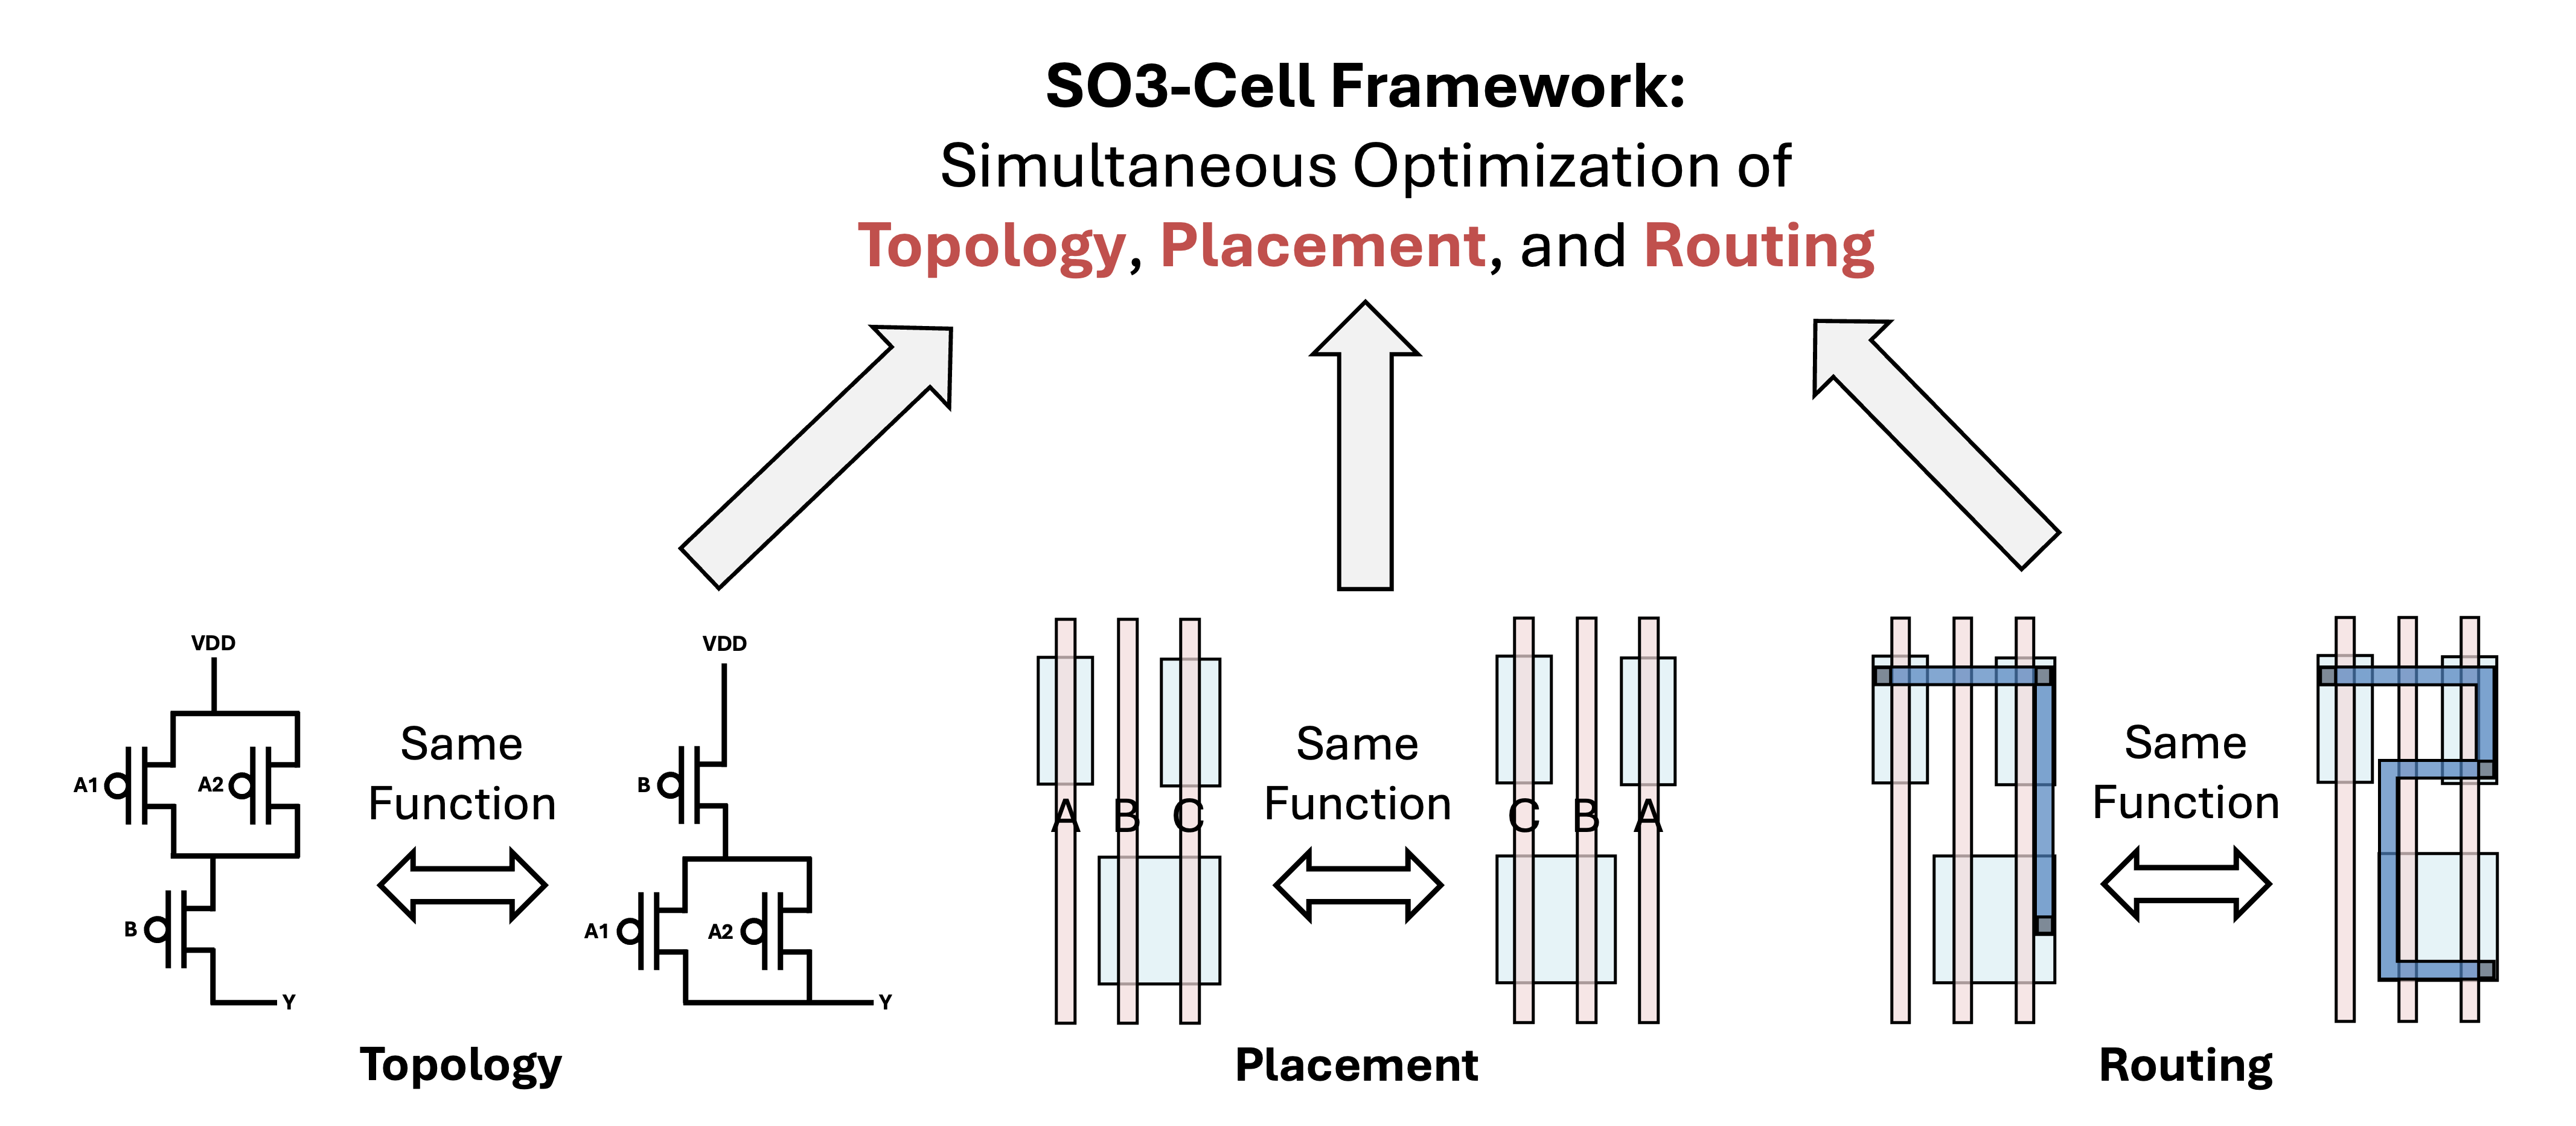 SO3-Cell Framework:
Simultaneous Optimization of
Topology, Placement, and Routing
VDD
A1
A2
B
Y
Same
Function
VDD
B
A1
A2
Y
Topology
A B C
Same
Function
C B A
Placement
Same
Function
Routing